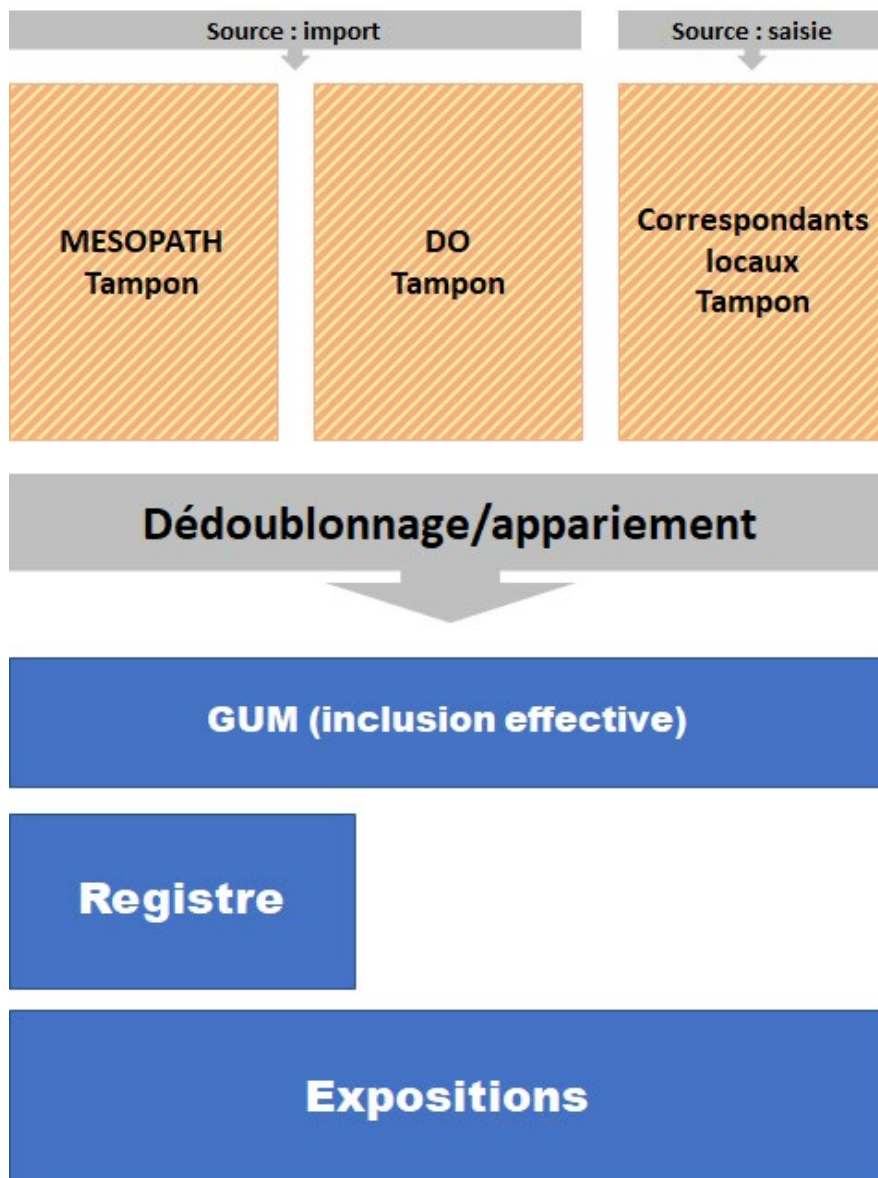 Source : import
Source : saisie
MESOPATH
Tampon
DO
Tampon
Correspondants
locaux
Tampon
Dédoublonnage/appariement
GUM (inclusion effective)
Registre
Expositions